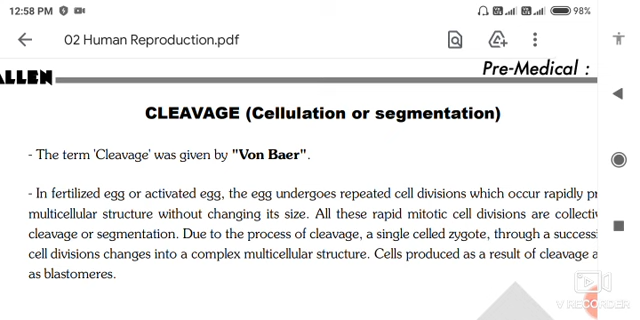 12:58 PM 98%
02 Human Reproduction.pdf
ALLEN
Pre-Medical :
CLEAVAGE (Cellulation or segmentation)
- The term 'Cleavage' was given by "Von Baer".
- In fertilized egg or activated egg, the egg undergoes repeated cell divisions which occur rapidly pr
multicellular structure without changing its size. All these rapid mitotic cell divisions are collectiv
cleavage or segmentation. Due to the process of cleavage, a single celled zygote, through a successi
cell divisions changes into a complex multicellular structure. Cells produced as a result of cleavage a
as blastomeres.
V RECORDER